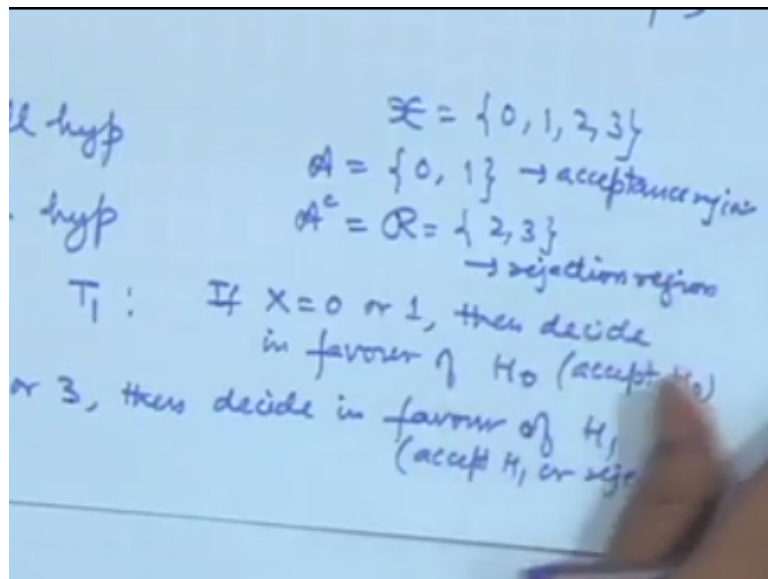 hyp
𝔛 = {0, 1, 2, 3}
A = {0, 1} → acceptance region
hyp
Aᶜ = R = {2, 3}
→ rejection region
T₁ : If X = 0 or 1, then decide
in favour of H₀ (accept H₀)
or 3, then decide in favour of H₁
(accept H₁ or reje